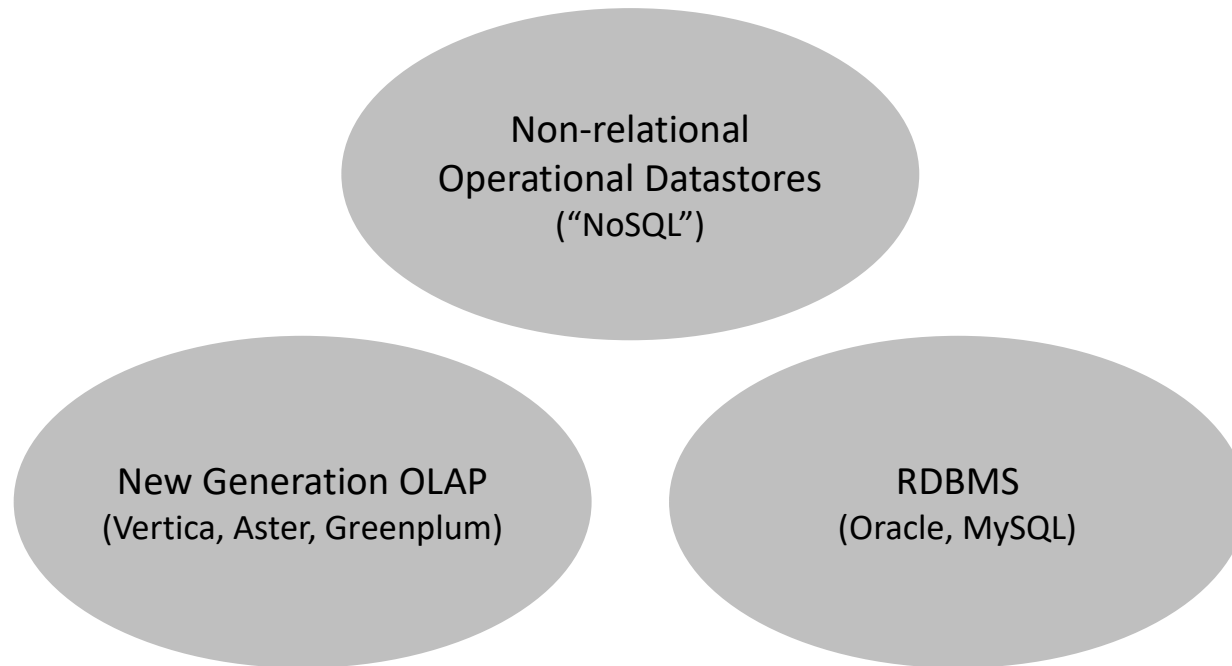 Non-relational
Operational Datastores
(“NoSQL”)
New Generation OLAP
(Vertica, Aster, Greenplum)
RDBMS
(Oracle, MySQL)